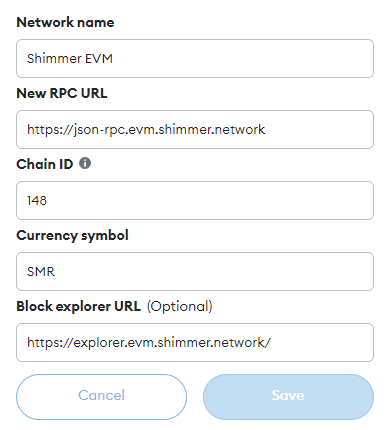 Network name
Shimmer EVM
New RPC URL
https://json-rpc.evm.shimmer.network
Chain ID
148
Currency symbol
SMR
Block explorer URL (Optional)
https://explorer.evm.shimmer.network/
Cancel Save